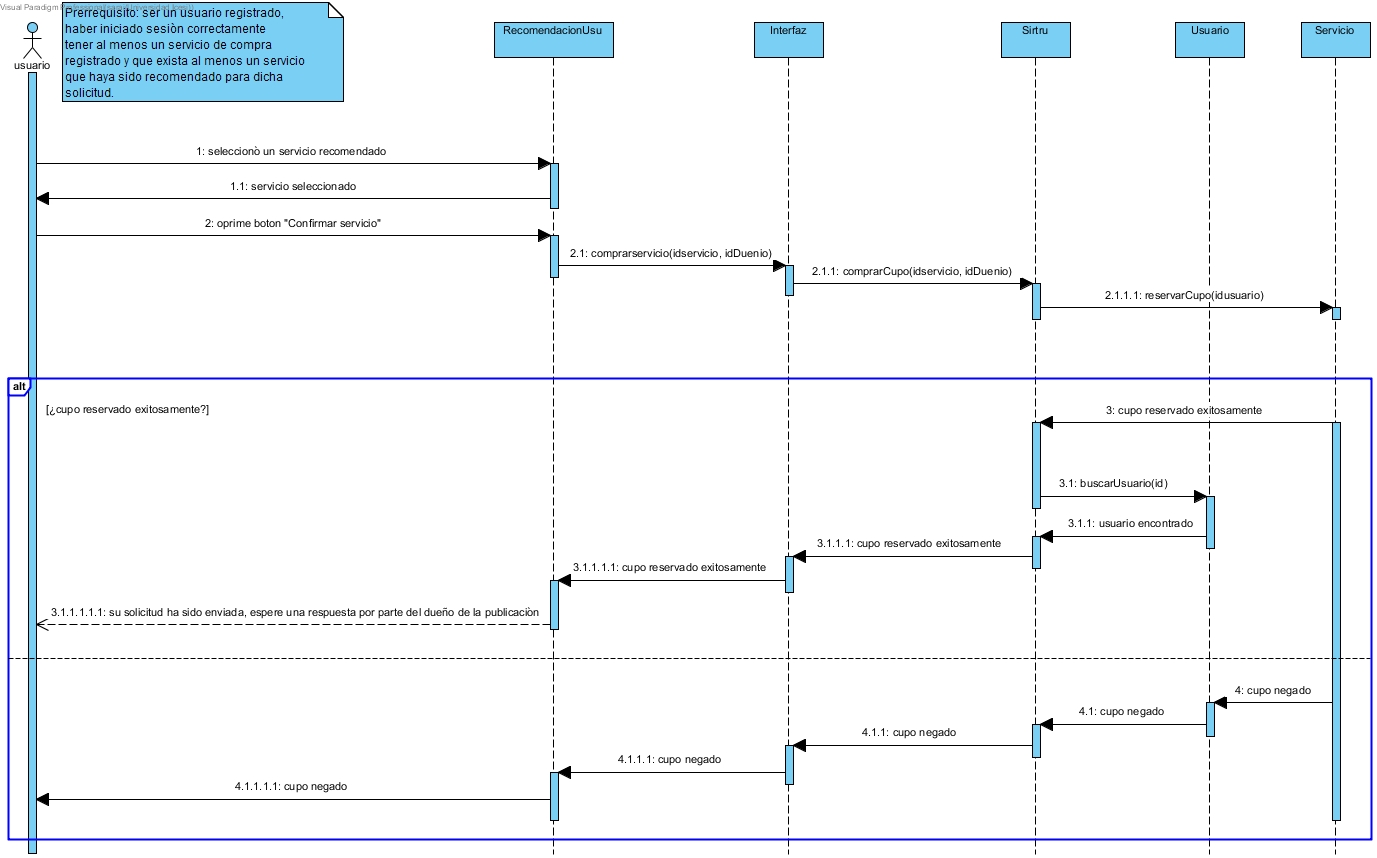 Visual Paradigm
Prerrequisito: ser un usuario registrado,
haber iniciado sesiòn correctamente
tener al menos un servicio de compra
registrado y que exista al menos un servicio
que haya sido recomendado para dicha
solicitud.
usuario
RecomendacionUsu
Interfaz
Sirtru
Usuario
Servicio
1: seleccionò un servicio recomendado
1.1: servicio seleccionado
2: oprime boton "Confirmar servicio"
2.1: comprarservicio(idservicio, idDuenio)
2.1.1: comprarCupo(idservicio, idDuenio)
2.1.1.1: reservarCupo(idusuario)
alt
[¿cupo reservado exitosamente?]
3: cupo reservado exitosamente
3.1: buscarUsuario(id)
3.1.1: usuario encontrado
3.1.1.1: cupo reservado exitosamente
3.1.1.1.1: cupo reservado exitosamente
3.1.1.1.1.1: su solicitud ha sido enviada, espere una respuesta por parte del dueño de la publicaciòn
4: cupo negado
4.1: cupo negado
4.1.1: cupo negado
4.1.1.1: cupo negado
4.1.1.1.1: cupo negado